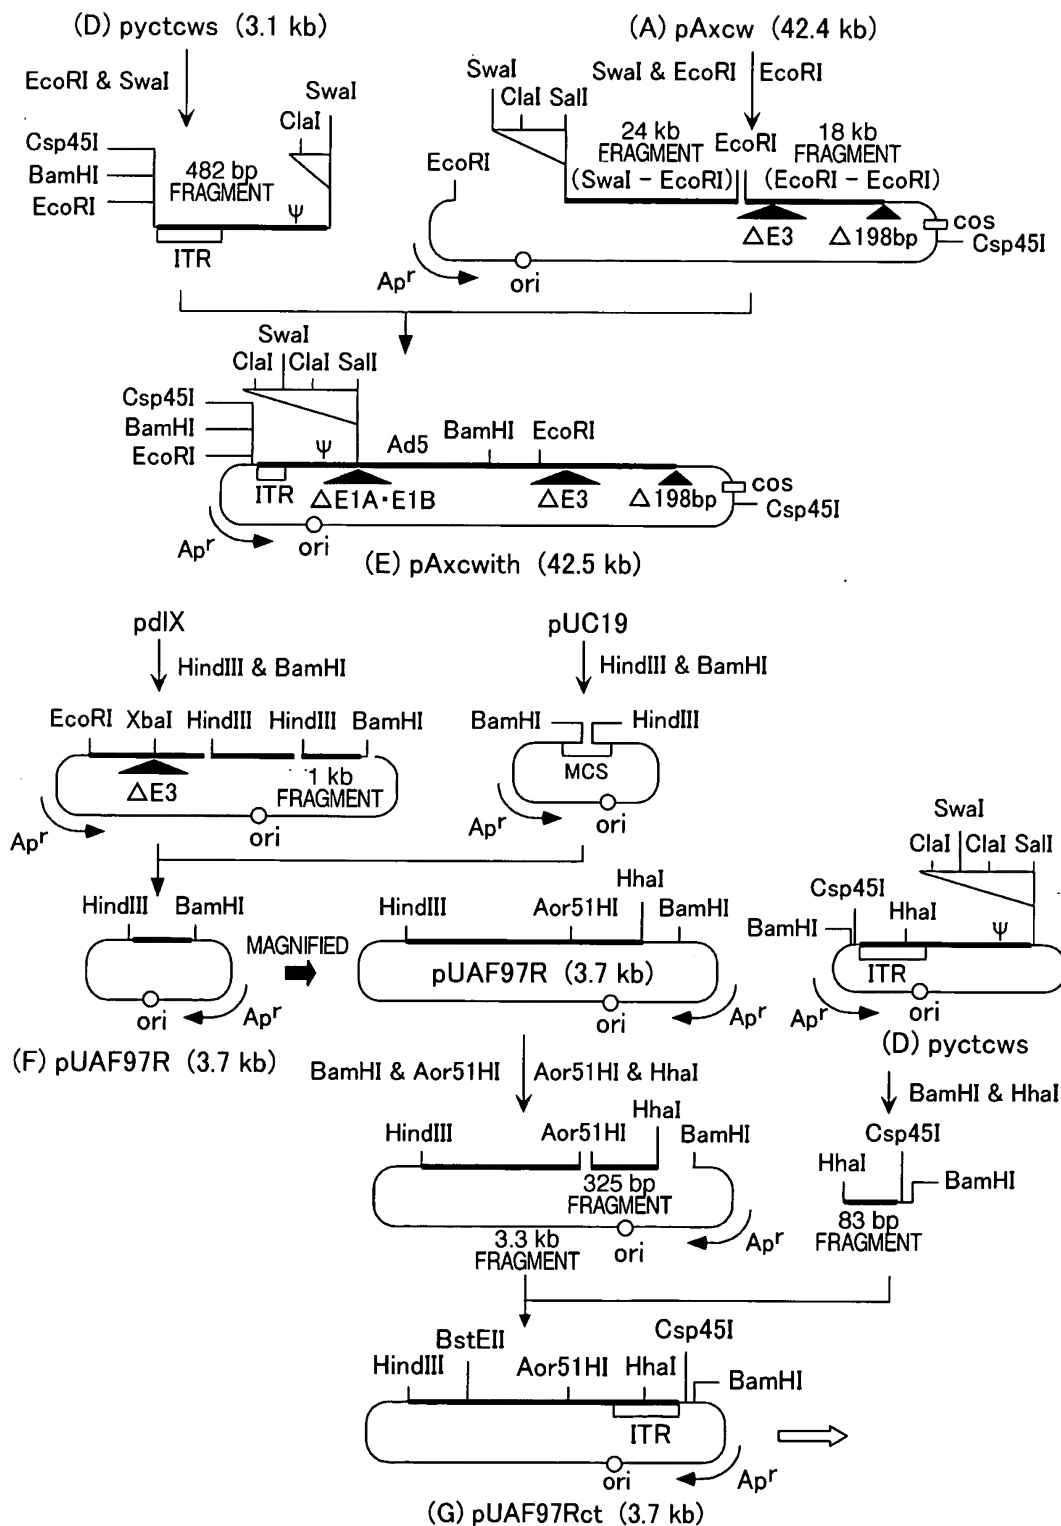 (D) pyctcws (3.1 kb)
(A) pAxcw (42.4 kb)
EcoRI & SwaI
SwaI
ClaI
Csp45I
BamHI
EcoRI
482 bp
FRAGMENT
ψ
ITR
SwaI
ClaI SalI
SwaI & EcoRI
EcoRI
24 kb
FRAGMENT
(SwaI – EcoRI)
EcoRI
18 kb
FRAGMENT
(EcoRI – EcoRI)
EcoRI
△E3
△198bp
cos
Csp45I
Apr
ori
SwaI
ClaI ClaI SalI
Csp45I
BamHI
EcoRI
ψ
Ad5
BamHI EcoRI
ITR
△E1A・E1B
△E3
△198bp
cos
Csp45I
Apr
ori
(E) pAxcwith (42.5 kb)
pdIX
HindIII & BamHI
pUC19
HindIII & BamHI
EcoRI XbaI HindIII HindIII BamHI
△E3
1 kb
FRAGMENT
Apr
ori
BamHI
HindIII
MCS
Apr
ori
HindIII BamHI
ori
Apr
(F) pUAF97R (3.7 kb)
MAGNIFIED
HindIII
Aor51HI
HhaI
BamHI
pUAF97R (3.7 kb)
ori
Apr
SwaI
ClaI ClaI SalI
Csp45I
BamHI
HhaI
ψ
ITR
Apr
ori
(D) pyctcws
BamHI & Aor51HI
Aor51HI & HhaI
BamHI & HhaI
HindIII
Aor51HI
HhaI
BamHI
325 bp
FRAGMENT
3.3 kb
FRAGMENT
ori
Apr
Csp45I
HhaI
BamHI
83 bp
FRAGMENT
HindIII
BstEII
Aor51HI
HhaI
Csp45I
BamHI
ITR
ori
Apr
(G) pUAF97Rct (3.7 kb)